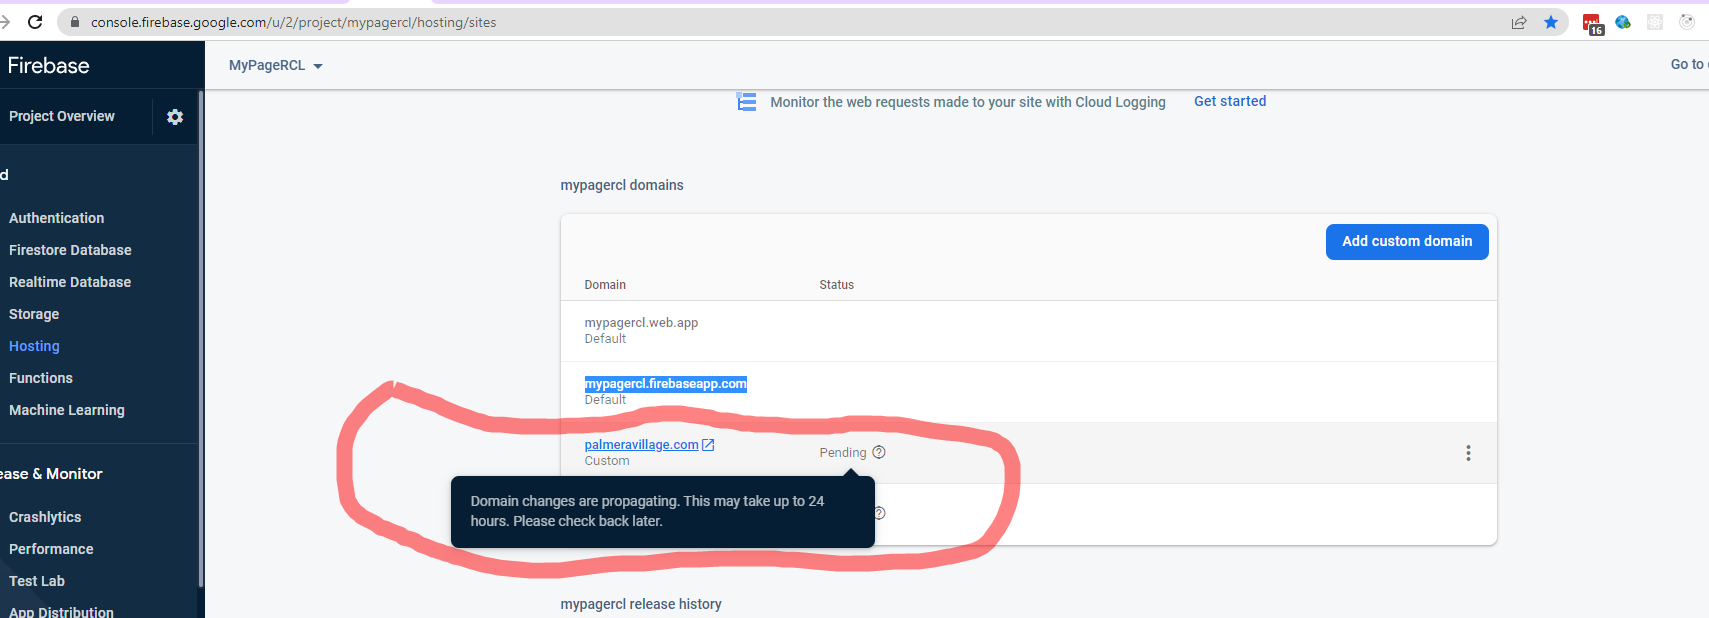 console.firebase.google.com/u/2/project/mypagercl/hosting/sites
16
Firebase
MyPageRCL
Go to
Project Overview
Monitor the web requests made to your site with Cloud Logging
Get started
d
mypagercl domains
Authentication
Firestore Database
Add custom domain
Realtime Database
Domain
Status
Storage
mypagercl.web.app
Default
Hosting
Functions
mypagercl.firebaseapp.com
Default
Machine Learning
palmeravillage.com
Pending
Custom
ease & Monitor
Domain changes are propagating. This may take up to 24
hours. Please check back later.
Crashlytics
Performance
Test Lab
mypagercl release history
App Distribution